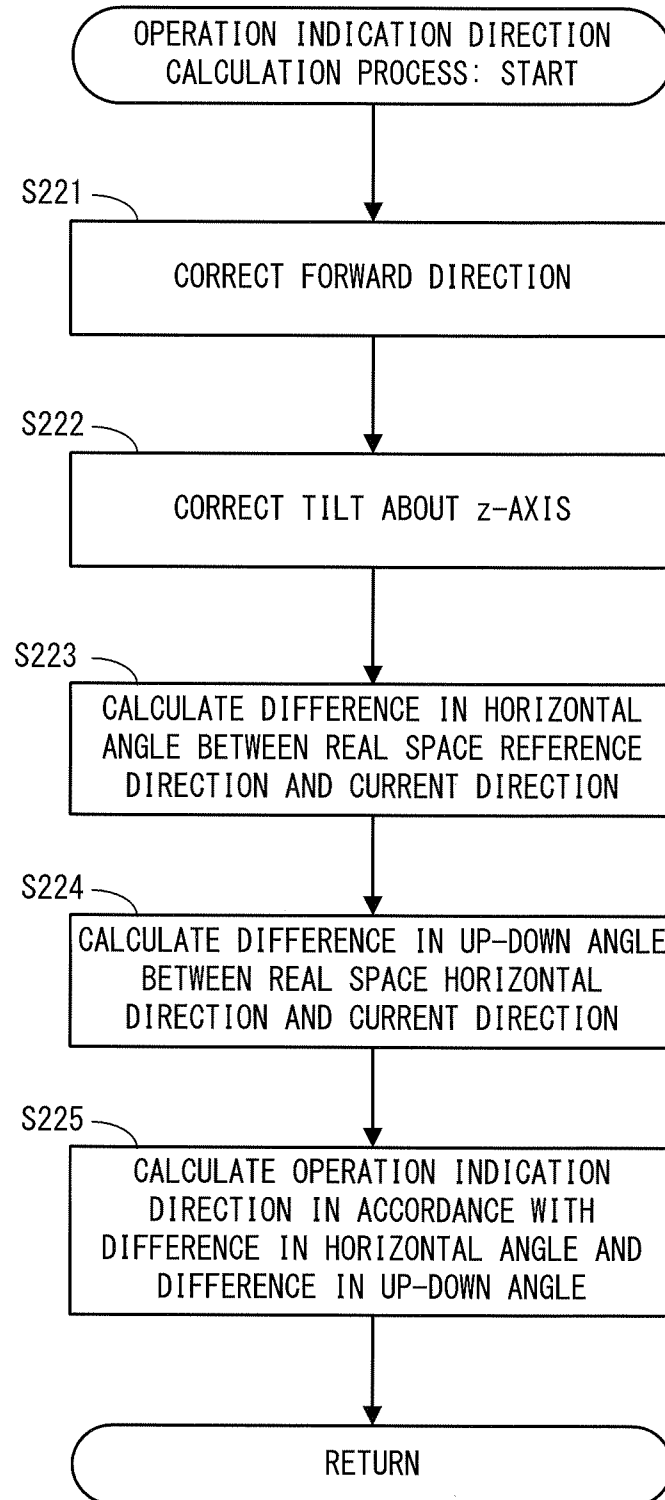 OPERATION INDICATION DIRECTION
CALCULATION PROCESS: START
S221
CORRECT FORWARD DIRECTION
S222
CORRECT TILT ABOUT z-AXIS
S223
CALCULATE DIFFERENCE IN HORIZONTAL
ANGLE BETWEEN REAL SPACE REFERENCE
DIRECTION AND CURRENT DIRECTION
S224
CALCULATE DIFFERENCE IN UP-DOWN ANGLE
BETWEEN REAL SPACE HORIZONTAL
DIRECTION AND CURRENT DIRECTION
S225
CALCULATE OPERATION INDICATION
DIRECTION IN ACCORDANCE WITH
DIFFERENCE IN HORIZONTAL ANGLE AND
DIFFERENCE IN UP-DOWN ANGLE
RETURN